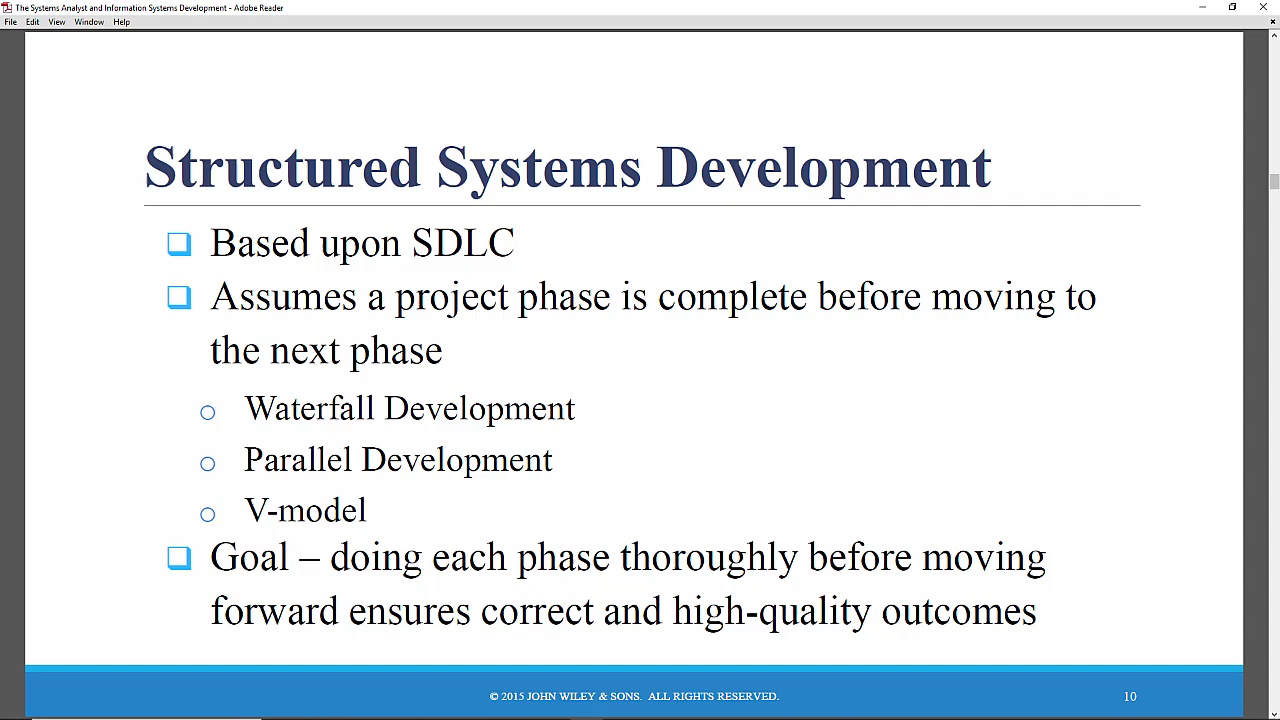 The Systems Analyst and Information Systems Development - Adobe Reader
File Edit View Window Help
Structured Systems Development
Based upon SDLC
Assumes a project phase is complete before moving to
the next phase
Waterfall Development
Parallel Development
V-model
Goal – doing each phase thoroughly before moving
forward ensures correct and high-quality outcomes
© 2015 JOHN WILEY & SONS. ALL RIGHTS RESERVED.
10